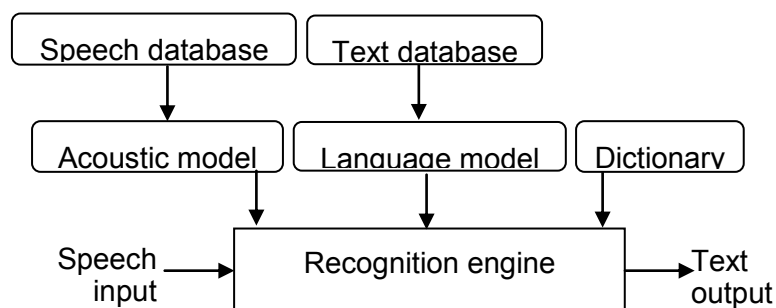 Speech database
Text database
Acoustic model
Language model
Dictionary
Speech
input
Recognition engine
Text
output